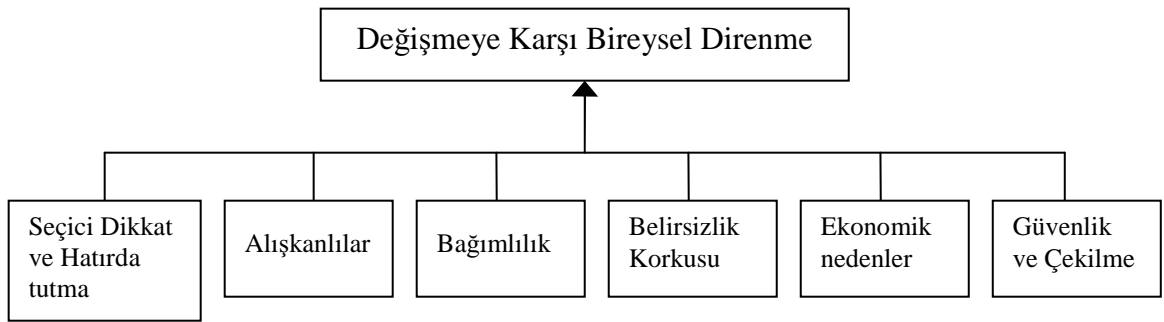 Değişmeye Karşı Bireysel Direnme
Seçici Dikkat
ve Hatırda
tutma
Alışkanlılar
Bağımlılık
Belirsizlik
Korkusu
Ekonomik
nedenler
Güvenlik
ve Çekilme